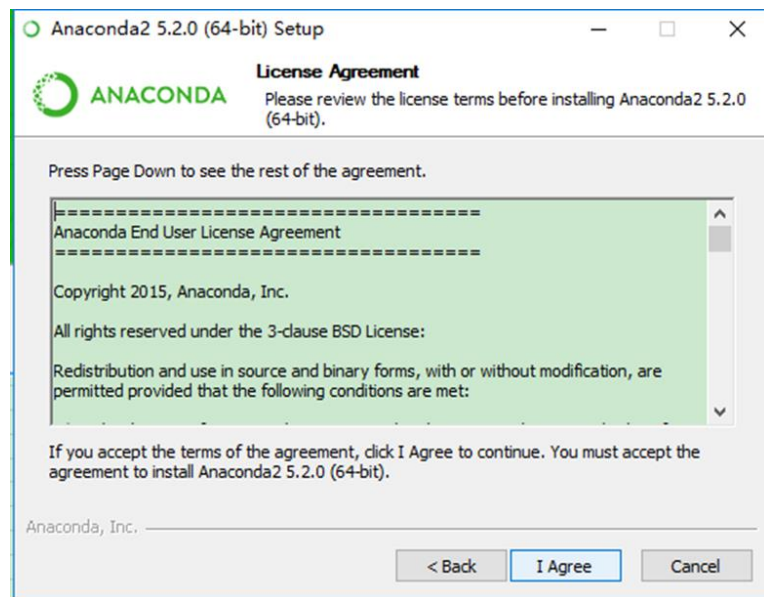 Anaconda2 5.2.0 (64-bit) Setup
ANACONDA
License Agreement
Please review the license terms before installing Anaconda2 5.2.0
(64-bit).
Press Page Down to see the rest of the agreement.
===================================
Anaconda End User License Agreement
===================================
Copyright 2015, Anaconda, Inc.
All rights reserved under the 3-clause BSD License:
Redistribution and use in source and binary forms, with or without modification, are
permitted provided that the following conditions are met:
If you accept the terms of the agreement, click I Agree to continue. You must accept the
agreement to install Anaconda2 5.2.0 (64-bit).
Anaconda, Inc.
< Back
I Agree
Cancel